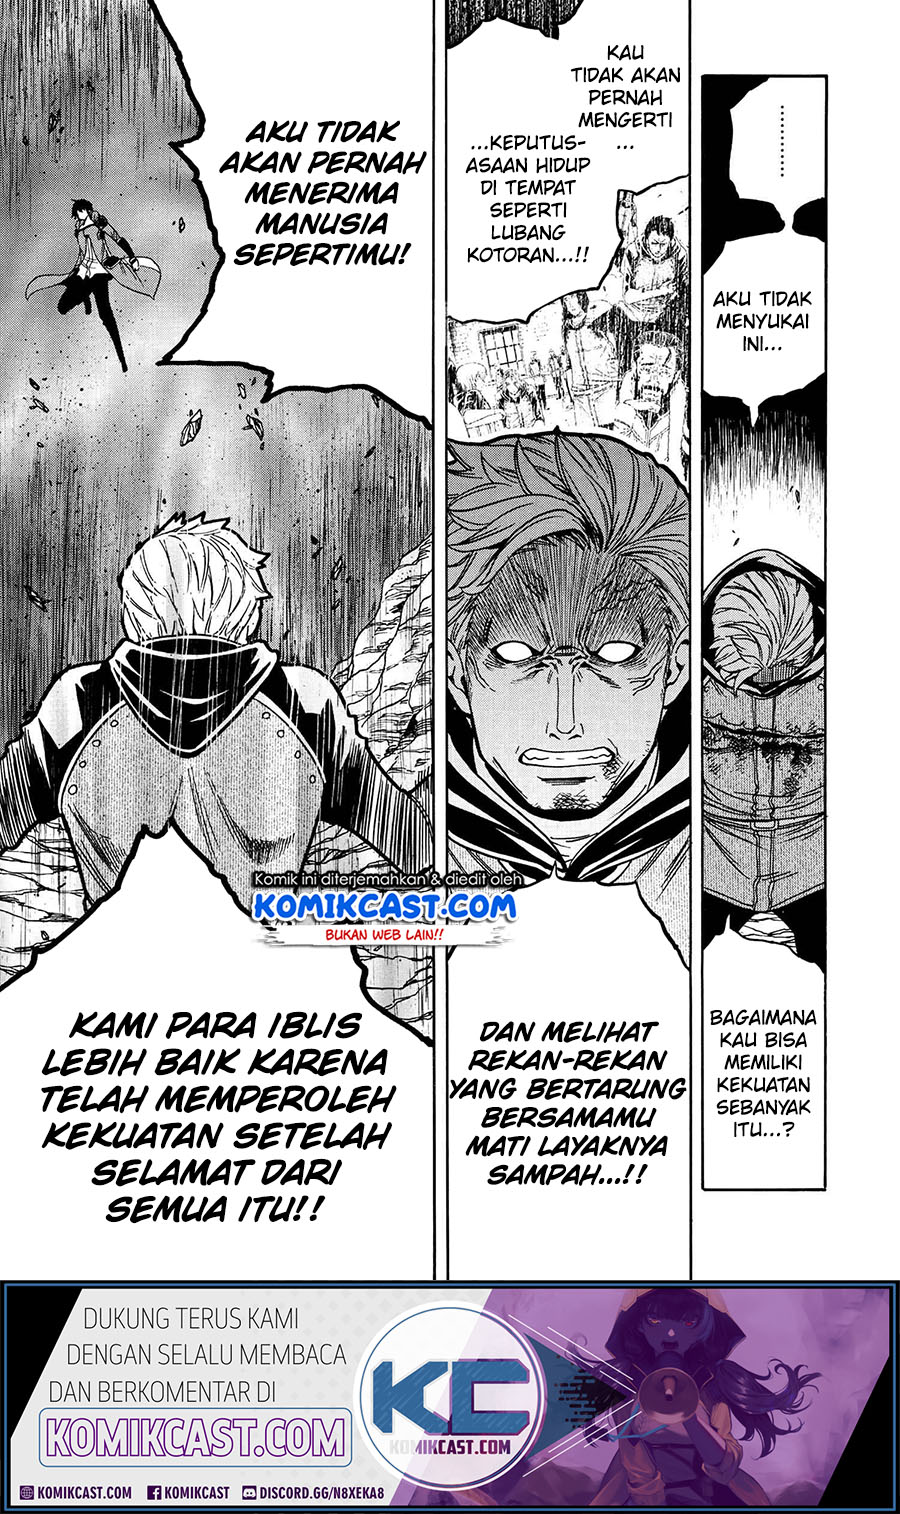 ............
AKU TIDAK
MENYUKAI
INI...
BAGAIMANA
KAU BISA
MEMILIKI
KEKUATAN
SEBANYAK
ITU...?
KAU
TIDAK AKAN
PERNAH
MENGERTI
...
...KEPUTUS-
ASAAN HIDUP
DI TEMPAT
SEPERTI
LUBANG
KOTORAN...!!
DAN MELIHAT
REKAN-REKAN
YANG BERTARUNG
BERSAMAMU
MATI LAYAKNYA
SAMPAH...!!
AKU TIDAK
AKAN PERNAH
MENERIMA
MANUSIA
SEPERTIMU!
KAMI PARA IBLIS
LEBIH BAIK KARENA
TELAH MEMPEROLEH
KEKUATAN SETELAH
SELAMAT DARI
SEMUA ITU!!
Komik ini diterjemahkan & diedit oleh
KOMIKCAST.COM
BUKAN WEB LAIN!!
DUKUNG TERUS KAMI
DENGAN SELALU MEMBACA
DAN BERKOMENTAR DI
KOMIKCAST.COM
KC
KOMIKCAST.COM
KOMIKCAST.COM KOMIKCAST DISCORD.GG/N8XEKA8